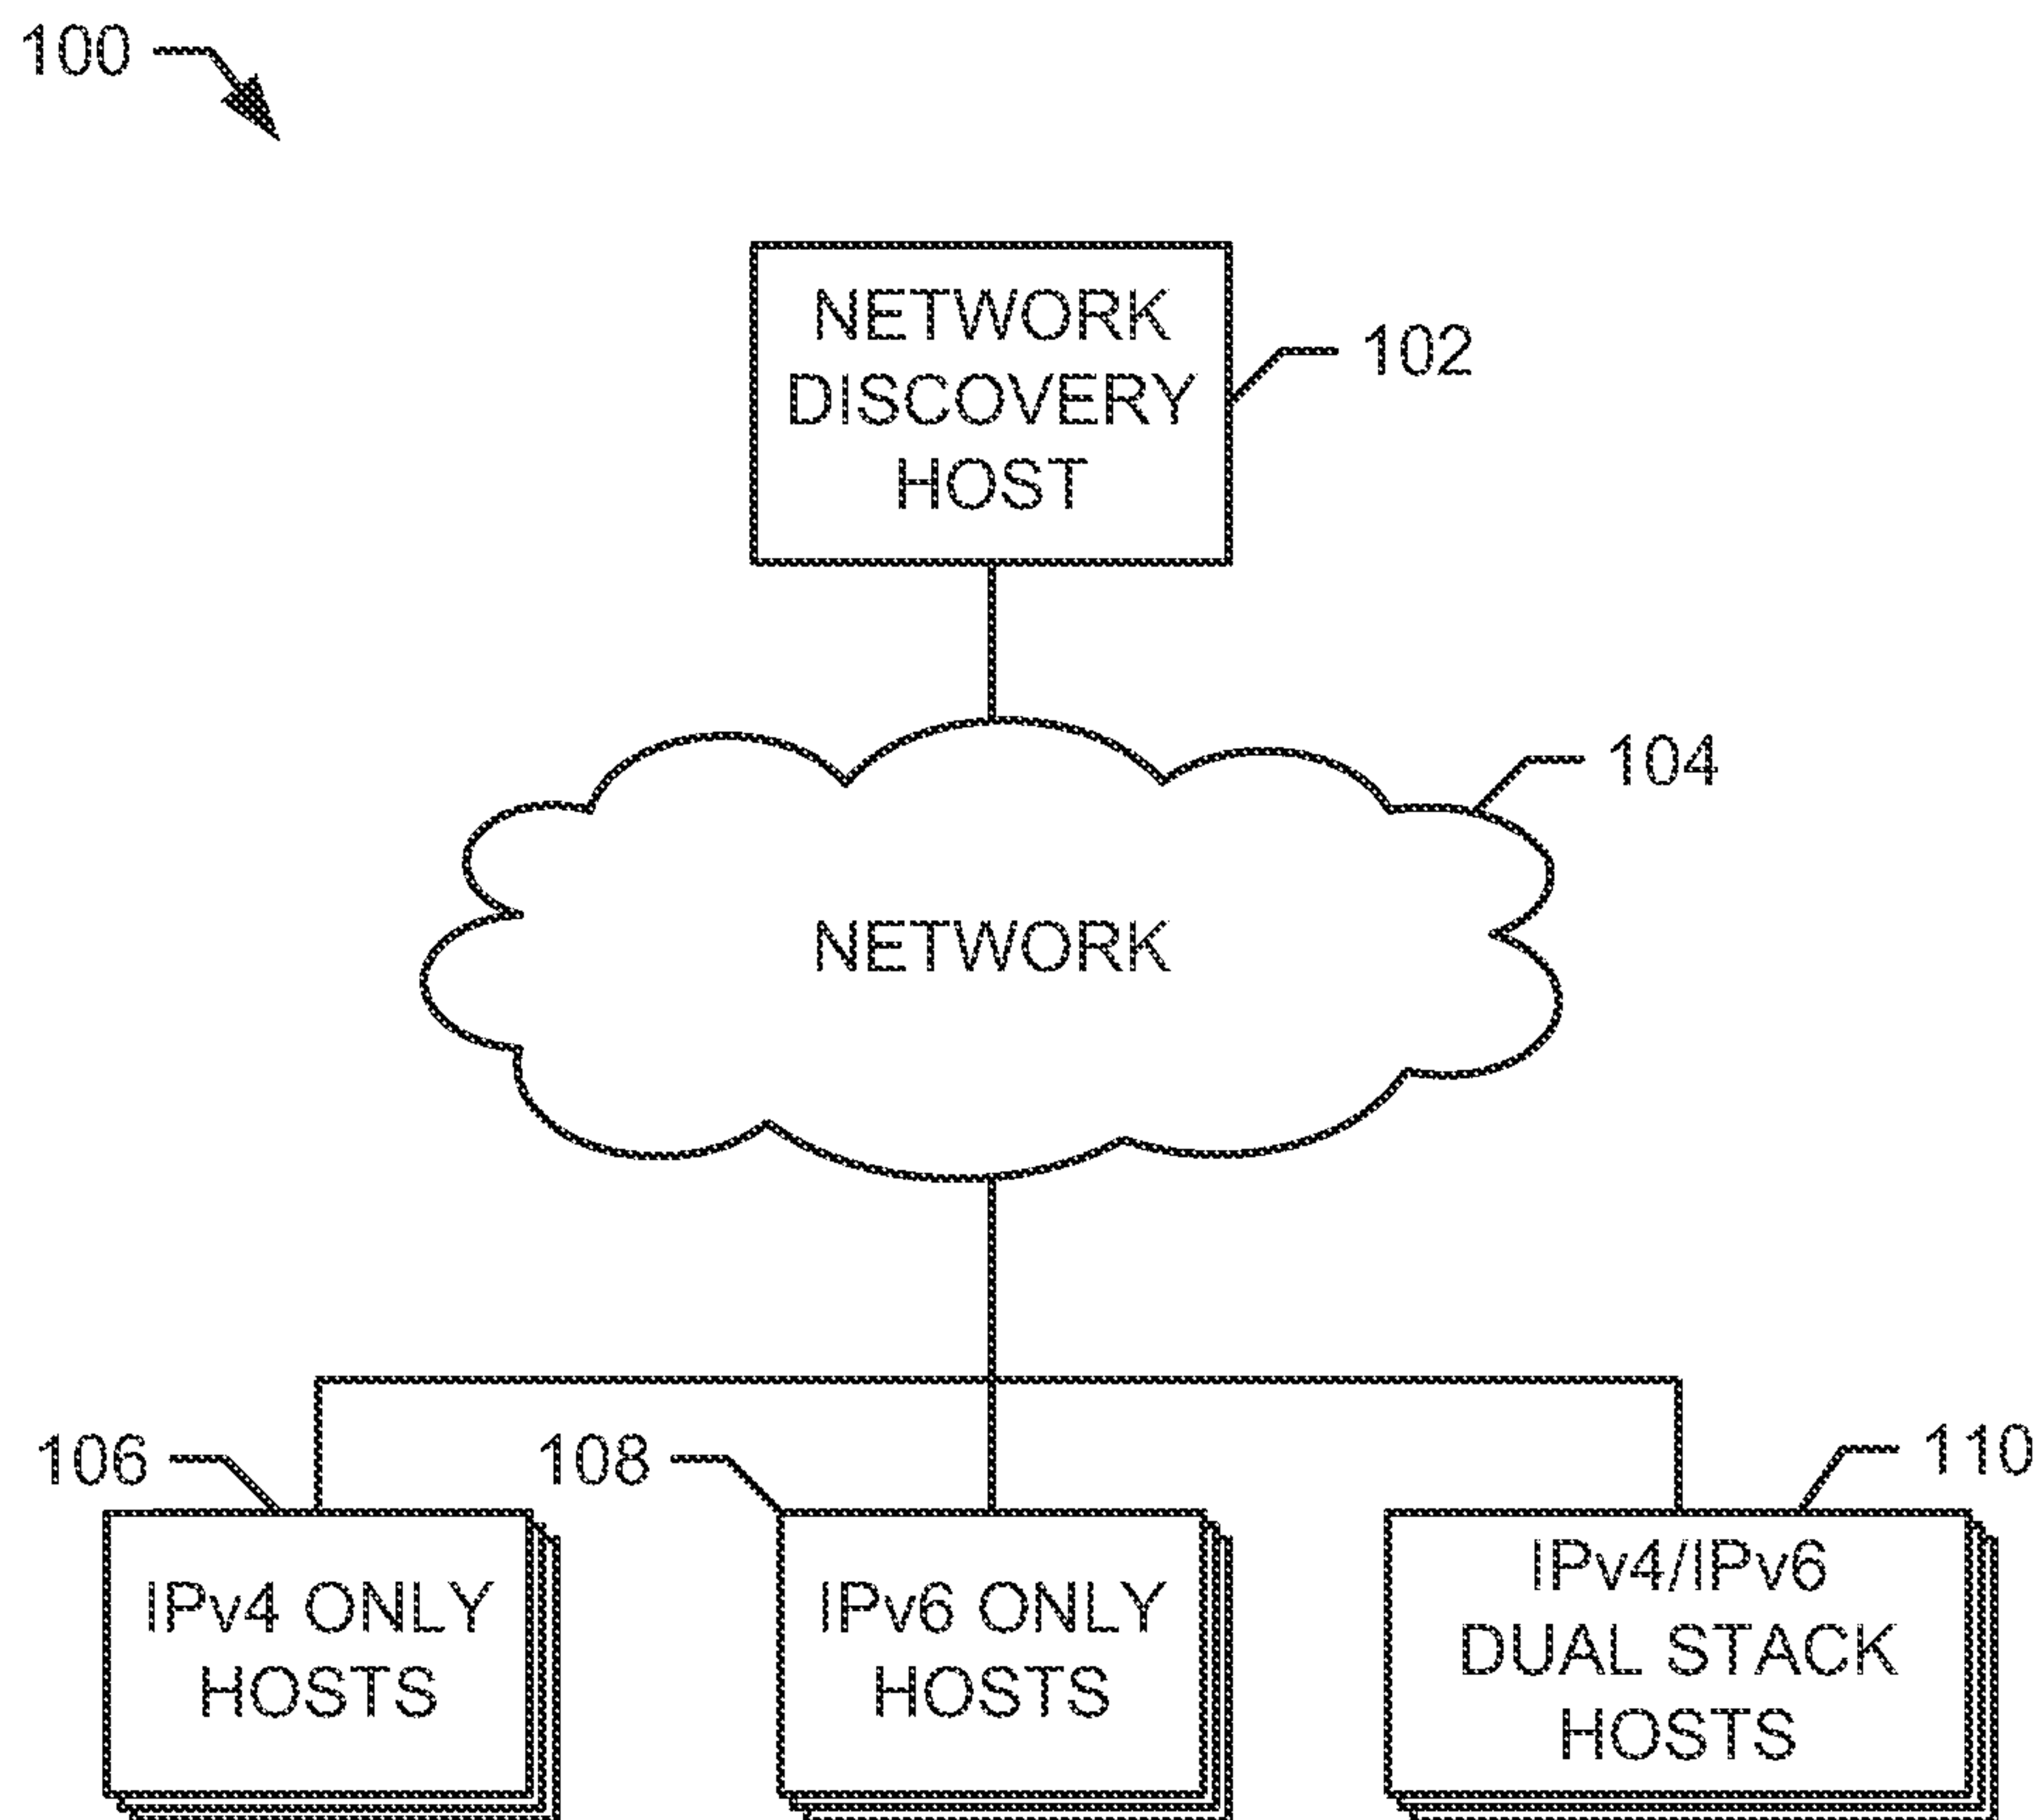 100
NETWORK
DISCOVERY
HOST
102
104
NETWORK
106
108
110
IPv4 ONLY
HOSTS
IPv6 ONLY
HOSTS
IPv4/IPv6
DUAL STACK
HOSTS